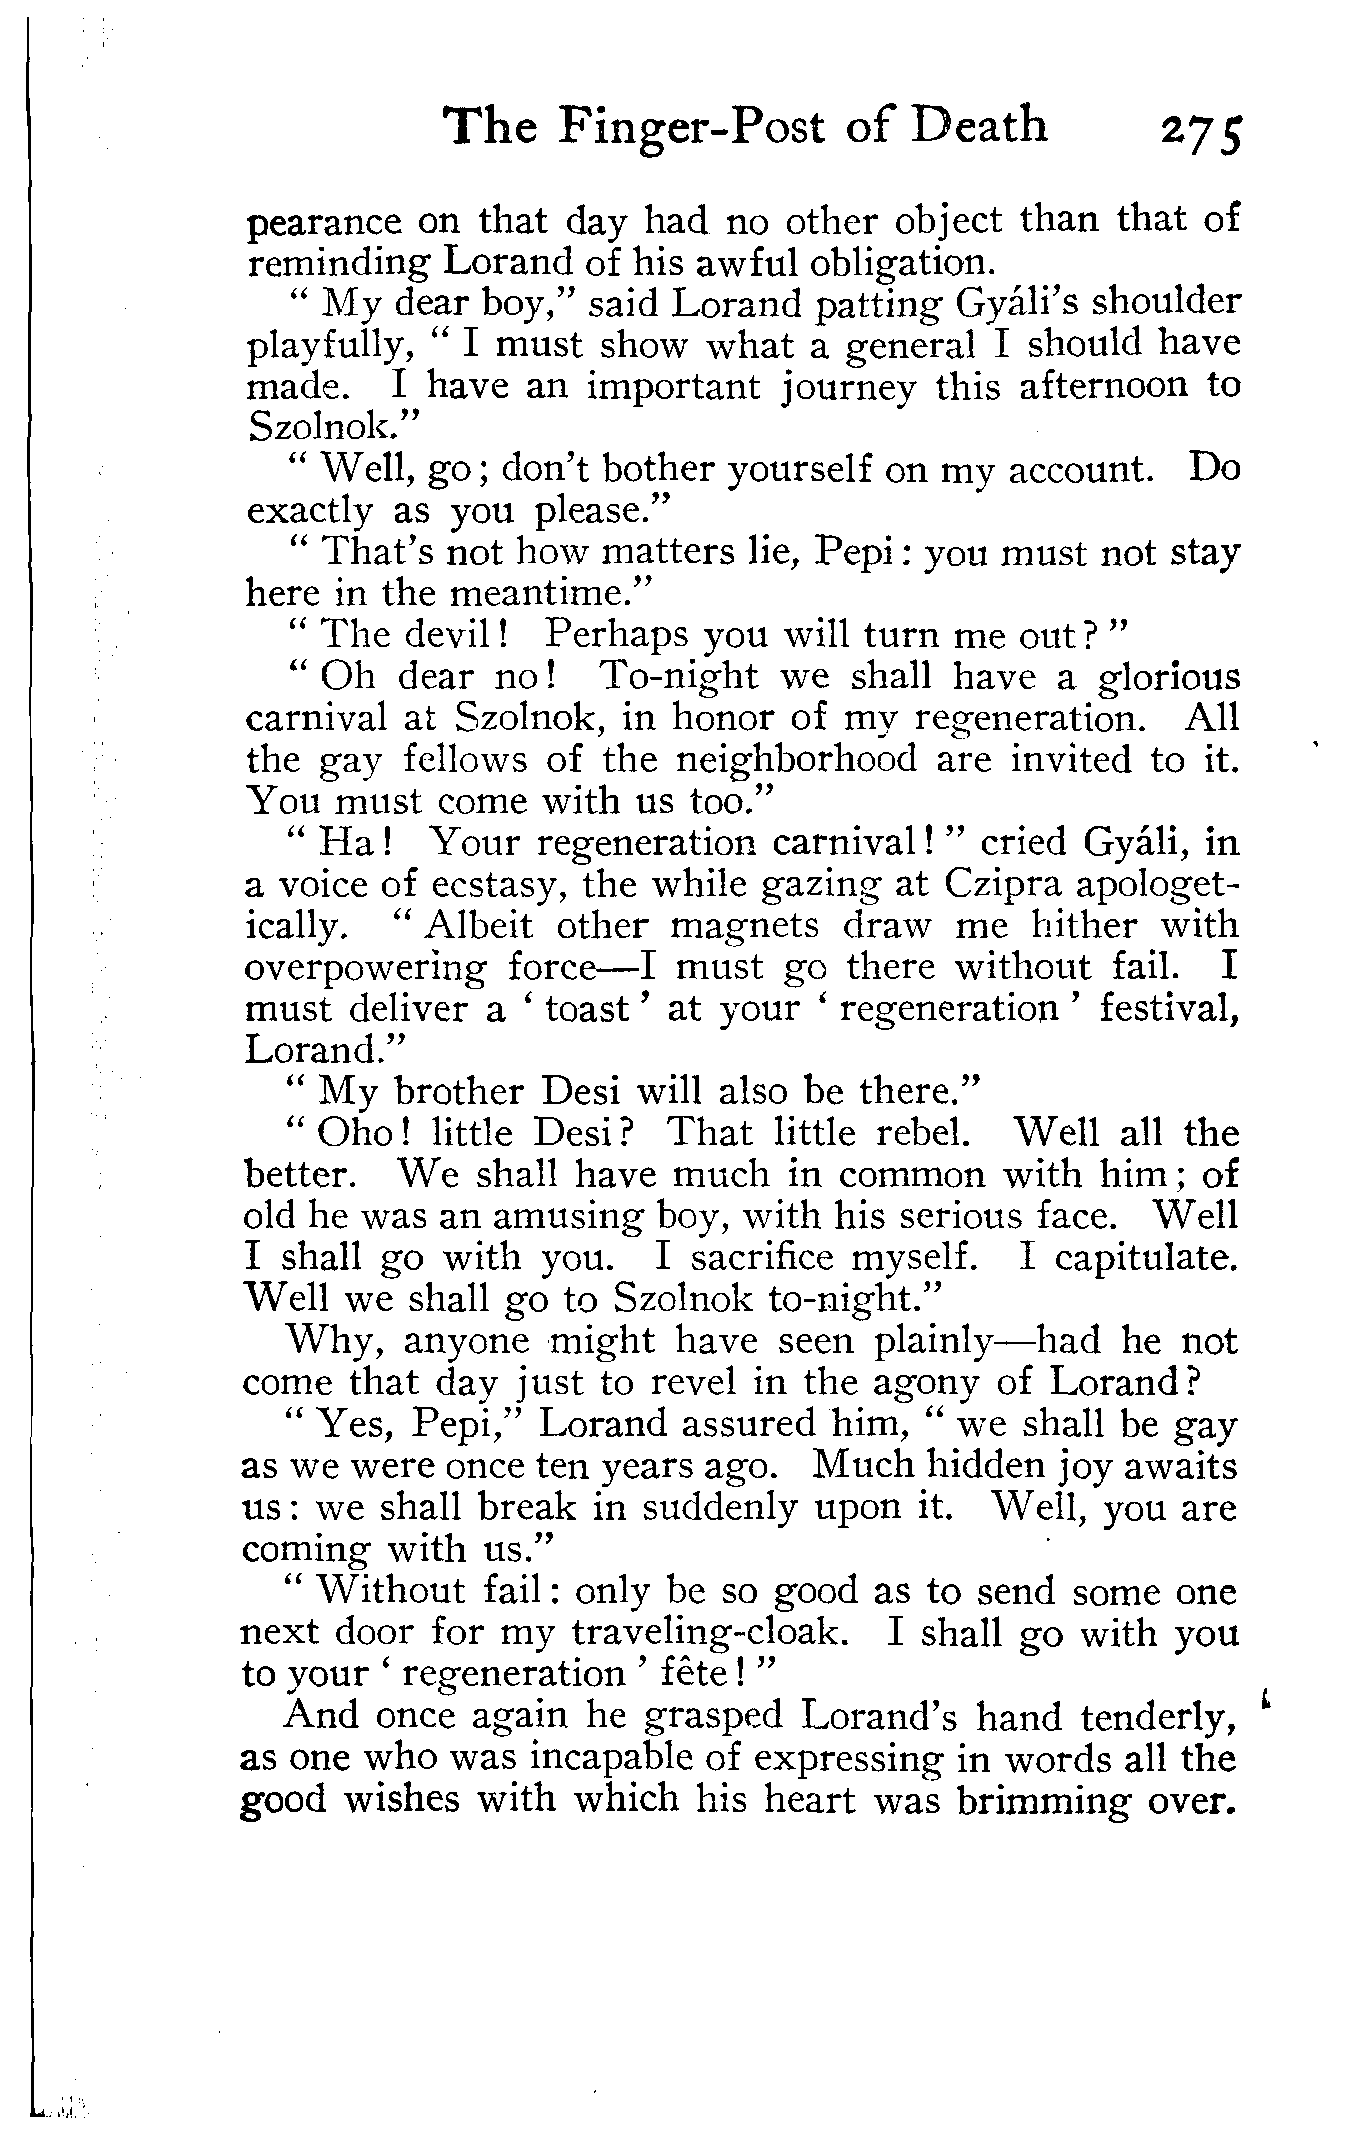 The Finger-Post of Death 275
pearance on that day had no other object than that of
reminding Lorand of his awful obligation.
“ My dear boy,” said Lorand patting Gyáli’s shoulder
playfully, “ I must show what a general I should have
made. I have an important journey this afternoon to
Szolnok.”
“ Well, go ; don’t bother yourself on my account. Do
exactly as you please.”
“ That’s not how matters lie, Pepi : you must not stay
here in the meantime.”
“ The devil ! Perhaps you will turn me out ? ”
“ Oh dear no ! To-night we shall have a glorious
carnival at Szolnok, in honor of my regeneration. All
the gay fellows of the neighborhood are invited to it.
You must come with us too.”
“ Ha ! Your regeneration carnival ! ” cried Gyáli, in
a voice of ecstasy, the while gazing at Czipra apologet-
ically. “ Albeit other magnets draw me hither with
overpowering force—I must go there without fail. I
must deliver a ‘ toast ’ at your ‘ regeneration ’ festival,
Lorand.”
“ My brother Desi will also be there.”
“ Oho ! little Desi ? That little rebel. Well all the
better. We shall have much in common with him ; of
old he was an amusing boy, with his serious face. Well
I shall go with you. I sacrifice myself. I capitulate.
Well we shall go to Szolnok to-night.”
Why, anyone might have seen plainly—had he not
come that day just to revel in the agony of Lorand ?
“ Yes, Pepi,” Lorand assured him, “ we shall be gay
as we were once ten years ago. Much hidden joy awaits
us : we shall break in suddenly upon it. Well, you are
coming with us.”
“ Without fail : only be so good as to send some one
next door for my traveling-cloak. I shall go with you
to your ‘ regeneration ’ fête ! ”
And once again he grasped Lorand’s hand tenderly,
as one who was incapable of expressing in words all the
good wishes with which his heart was brimming over.